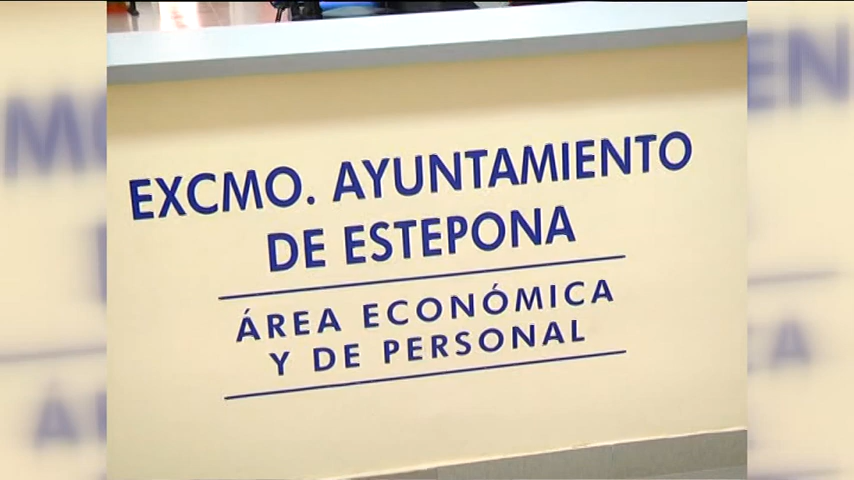 EXCMO. AYUNTAMIENTO
DE ESTEPONA
ÁREA ECONÓMICA
Y DE PERSONAL